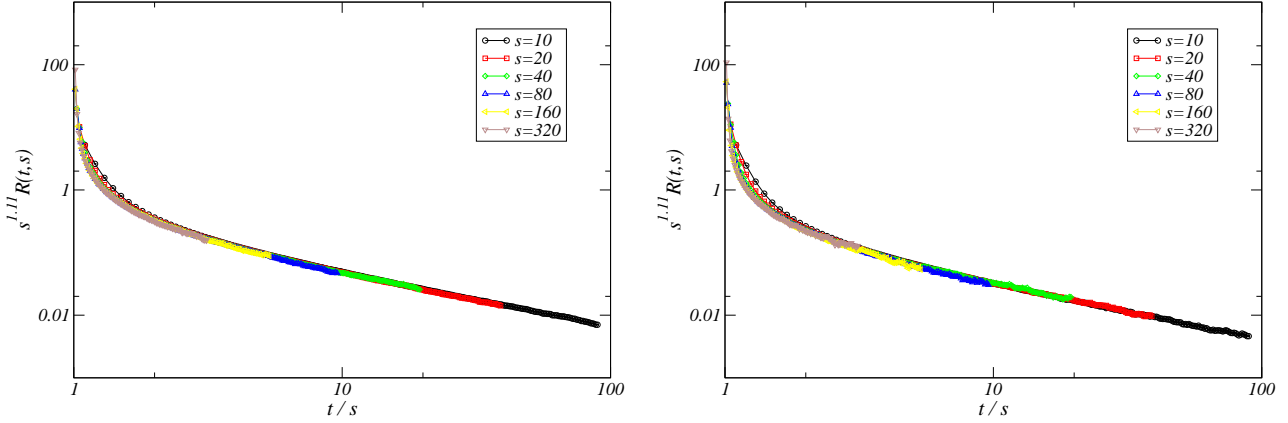 100
1
0.01
s^{1.11}R(t,s)
s=10
s=20
s=40
s=80
s=160
s=320
1
10
100
t / s
100
1
0.01
s^{1.11}R(t,s)
s=10
s=20
s=40
s=80
s=160
s=320
1
10
100
t / s